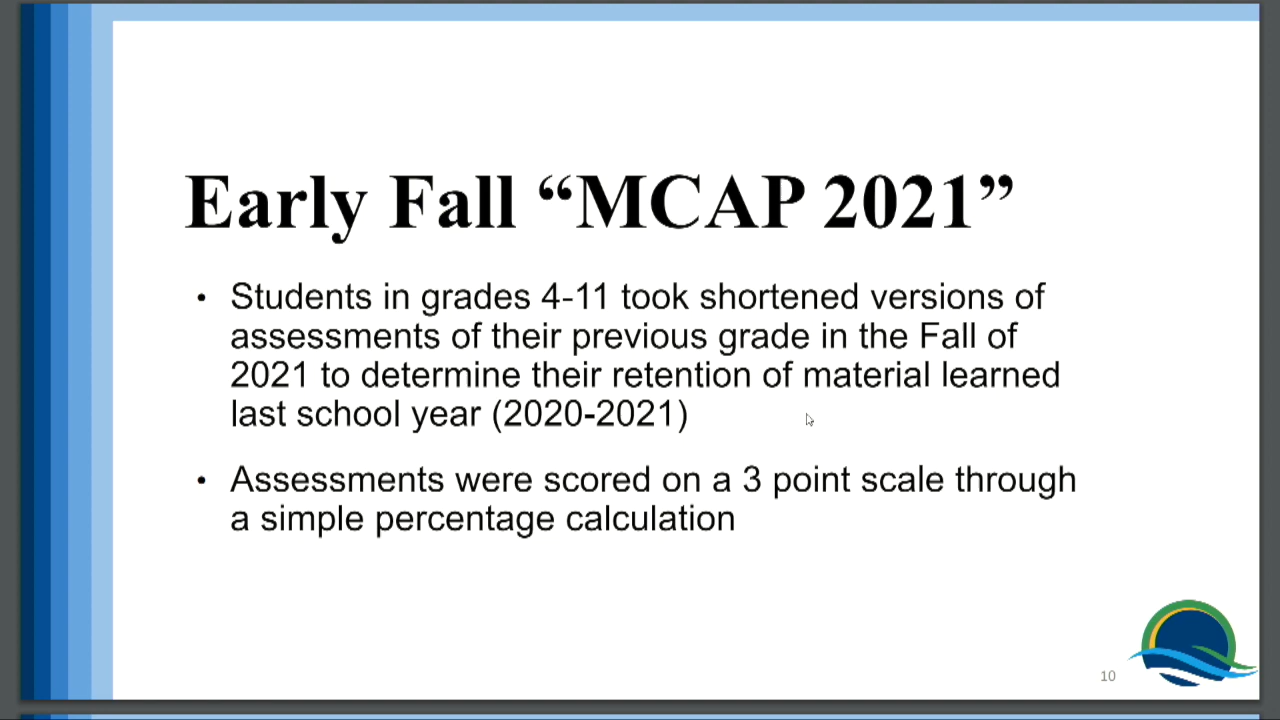 Early Fall “MCAP 2021”
• Students in grades 4-11 took shortened versions of
assessments of their previous grade in the Fall of
2021 to determine their retention of material learned
last school year (2020-2021)
• Assessments were scored on a 3 point scale through
a simple percentage calculation
10